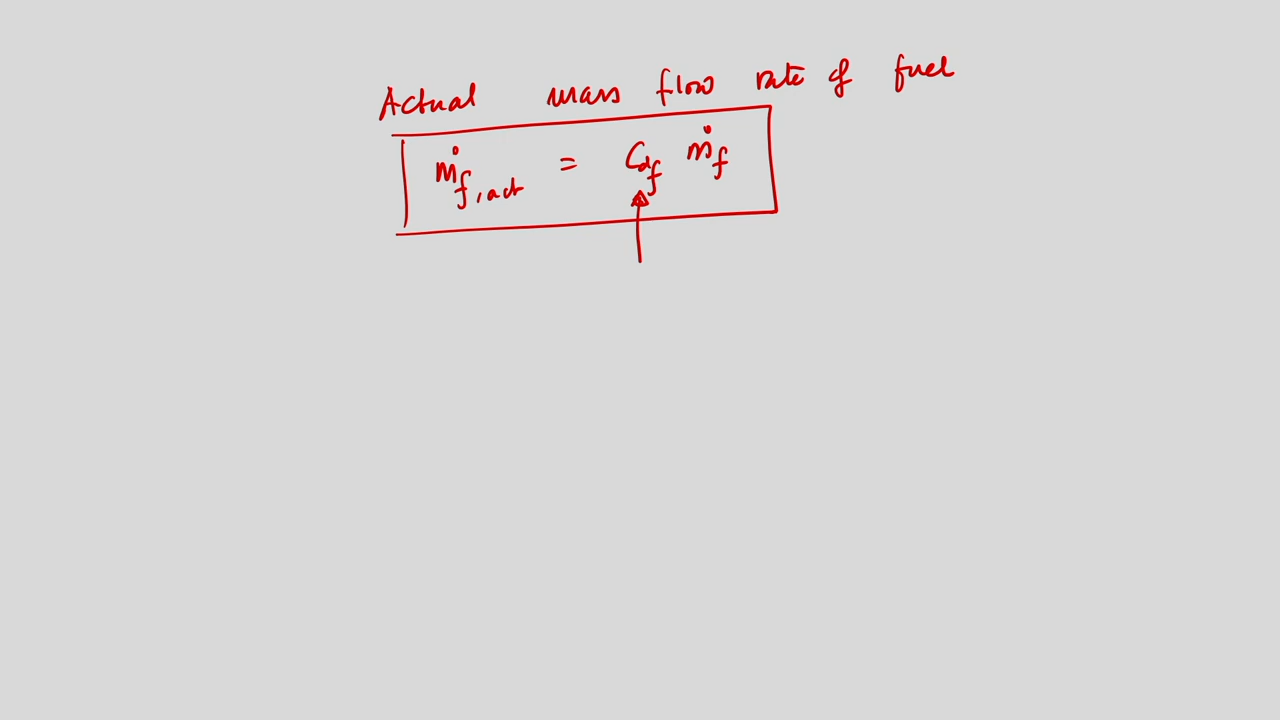 Actual mass flow rate of fuel
ṁf,act = Cdf ṁf